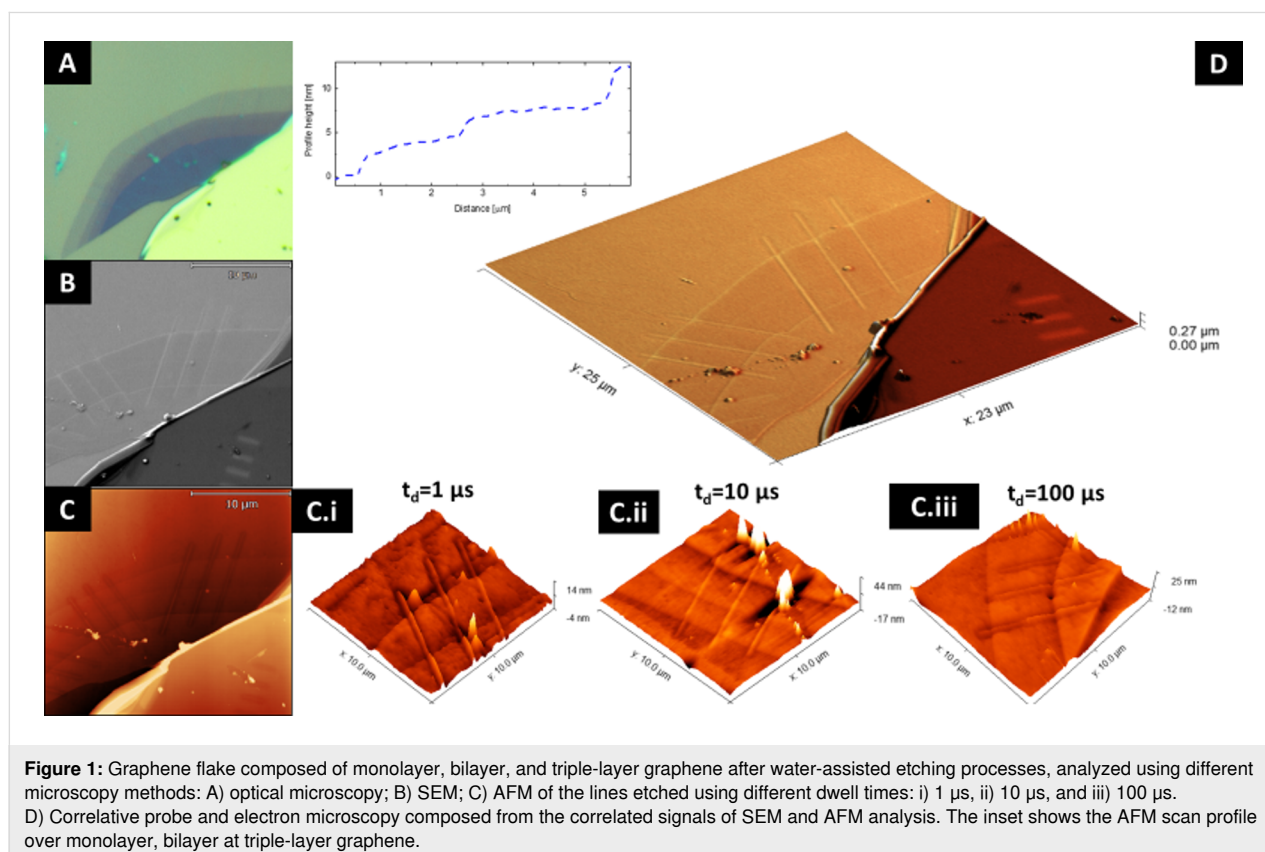 A
D
10
5
0
Profile height [nm]
1 2 3 4 5
Distance [μm]
B
y: 25 μm
x: 23 μm
0.27 μm
0.00 μm
C
10 μm
C.i
td=1 μs
14 nm
-4 nm
x: 10.0 μm
y: 10.0 μm
C.ii
td=10 μs
44 nm
-17 nm
y: 10.0 μm
x: 10.0 μm
C.iii
td=100 μs
25 nm
-12 nm
x: 10.0 μm
y: 10.0 μm
Figure 1: Graphene flake composed of monolayer, bilayer, and triple-layer graphene after water-assisted etching processes, analyzed using different
microscopy methods: A) optical microscopy; B) SEM; C) AFM of the lines etched using different dwell times: i) 1 μs, ii) 10 μs, and iii) 100 μs.
D) Correlative probe and electron microscopy composed from the correlated signals of SEM and AFM analysis. The inset shows the AFM scan profile
over monolayer, bilayer at triple-layer graphene.